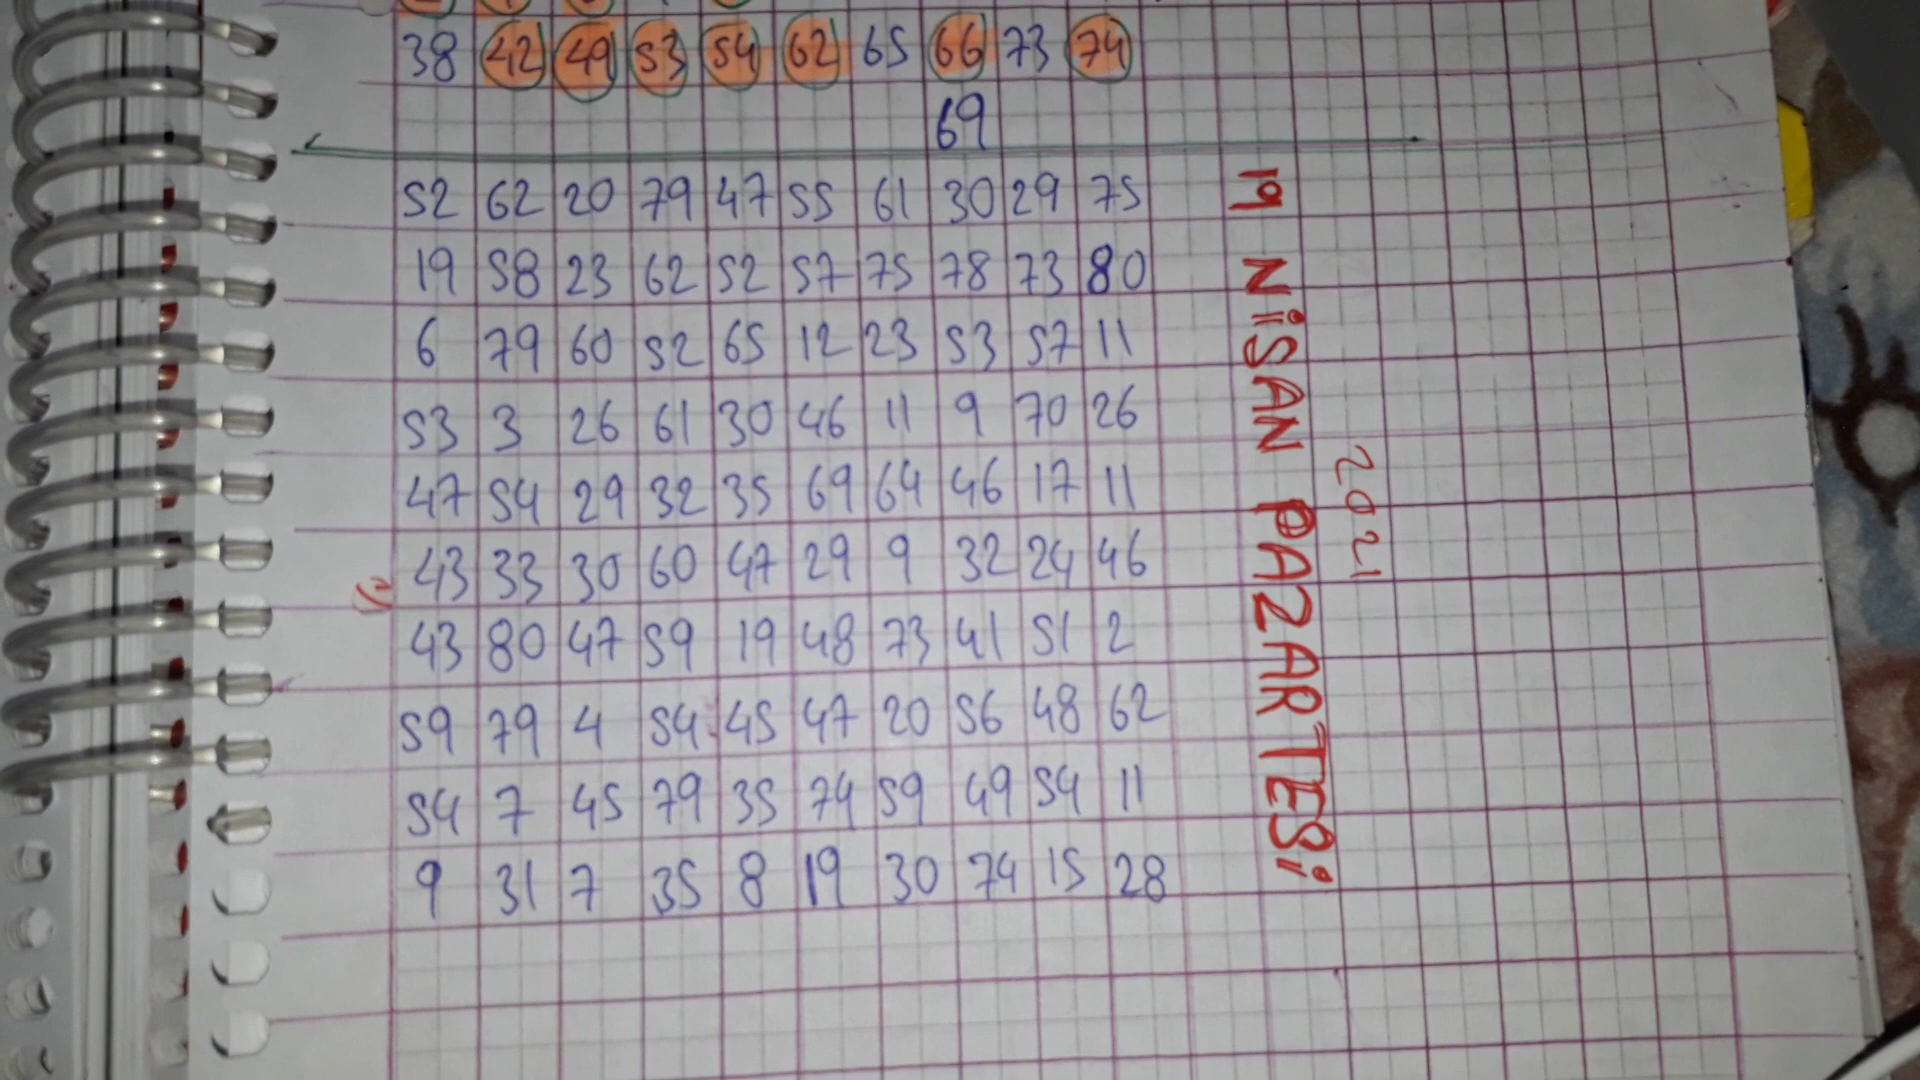 38 42 49 53 54 62 65 66 73 74
69
52 62 20 79 47 55 61 30 29 75
19 58 23 62 52 57 75 78 73 80
6 79 60 52 65 12 23 53 57 11
53 3 26 61 30 46 11 9 70 26
47 54 29 32 35 69 64 46 17 11
43 33 30 60 47 29 9 32 24 46
43 80 47 59 19 48 73 41 51 2
59 79 4 54 45 47 20 56 48 62
54 7 45 79 35 74 59 49 54 11
9 31 7 35 8 19 30 74 15 28
19 NİSAN PAZARTESİ
2021